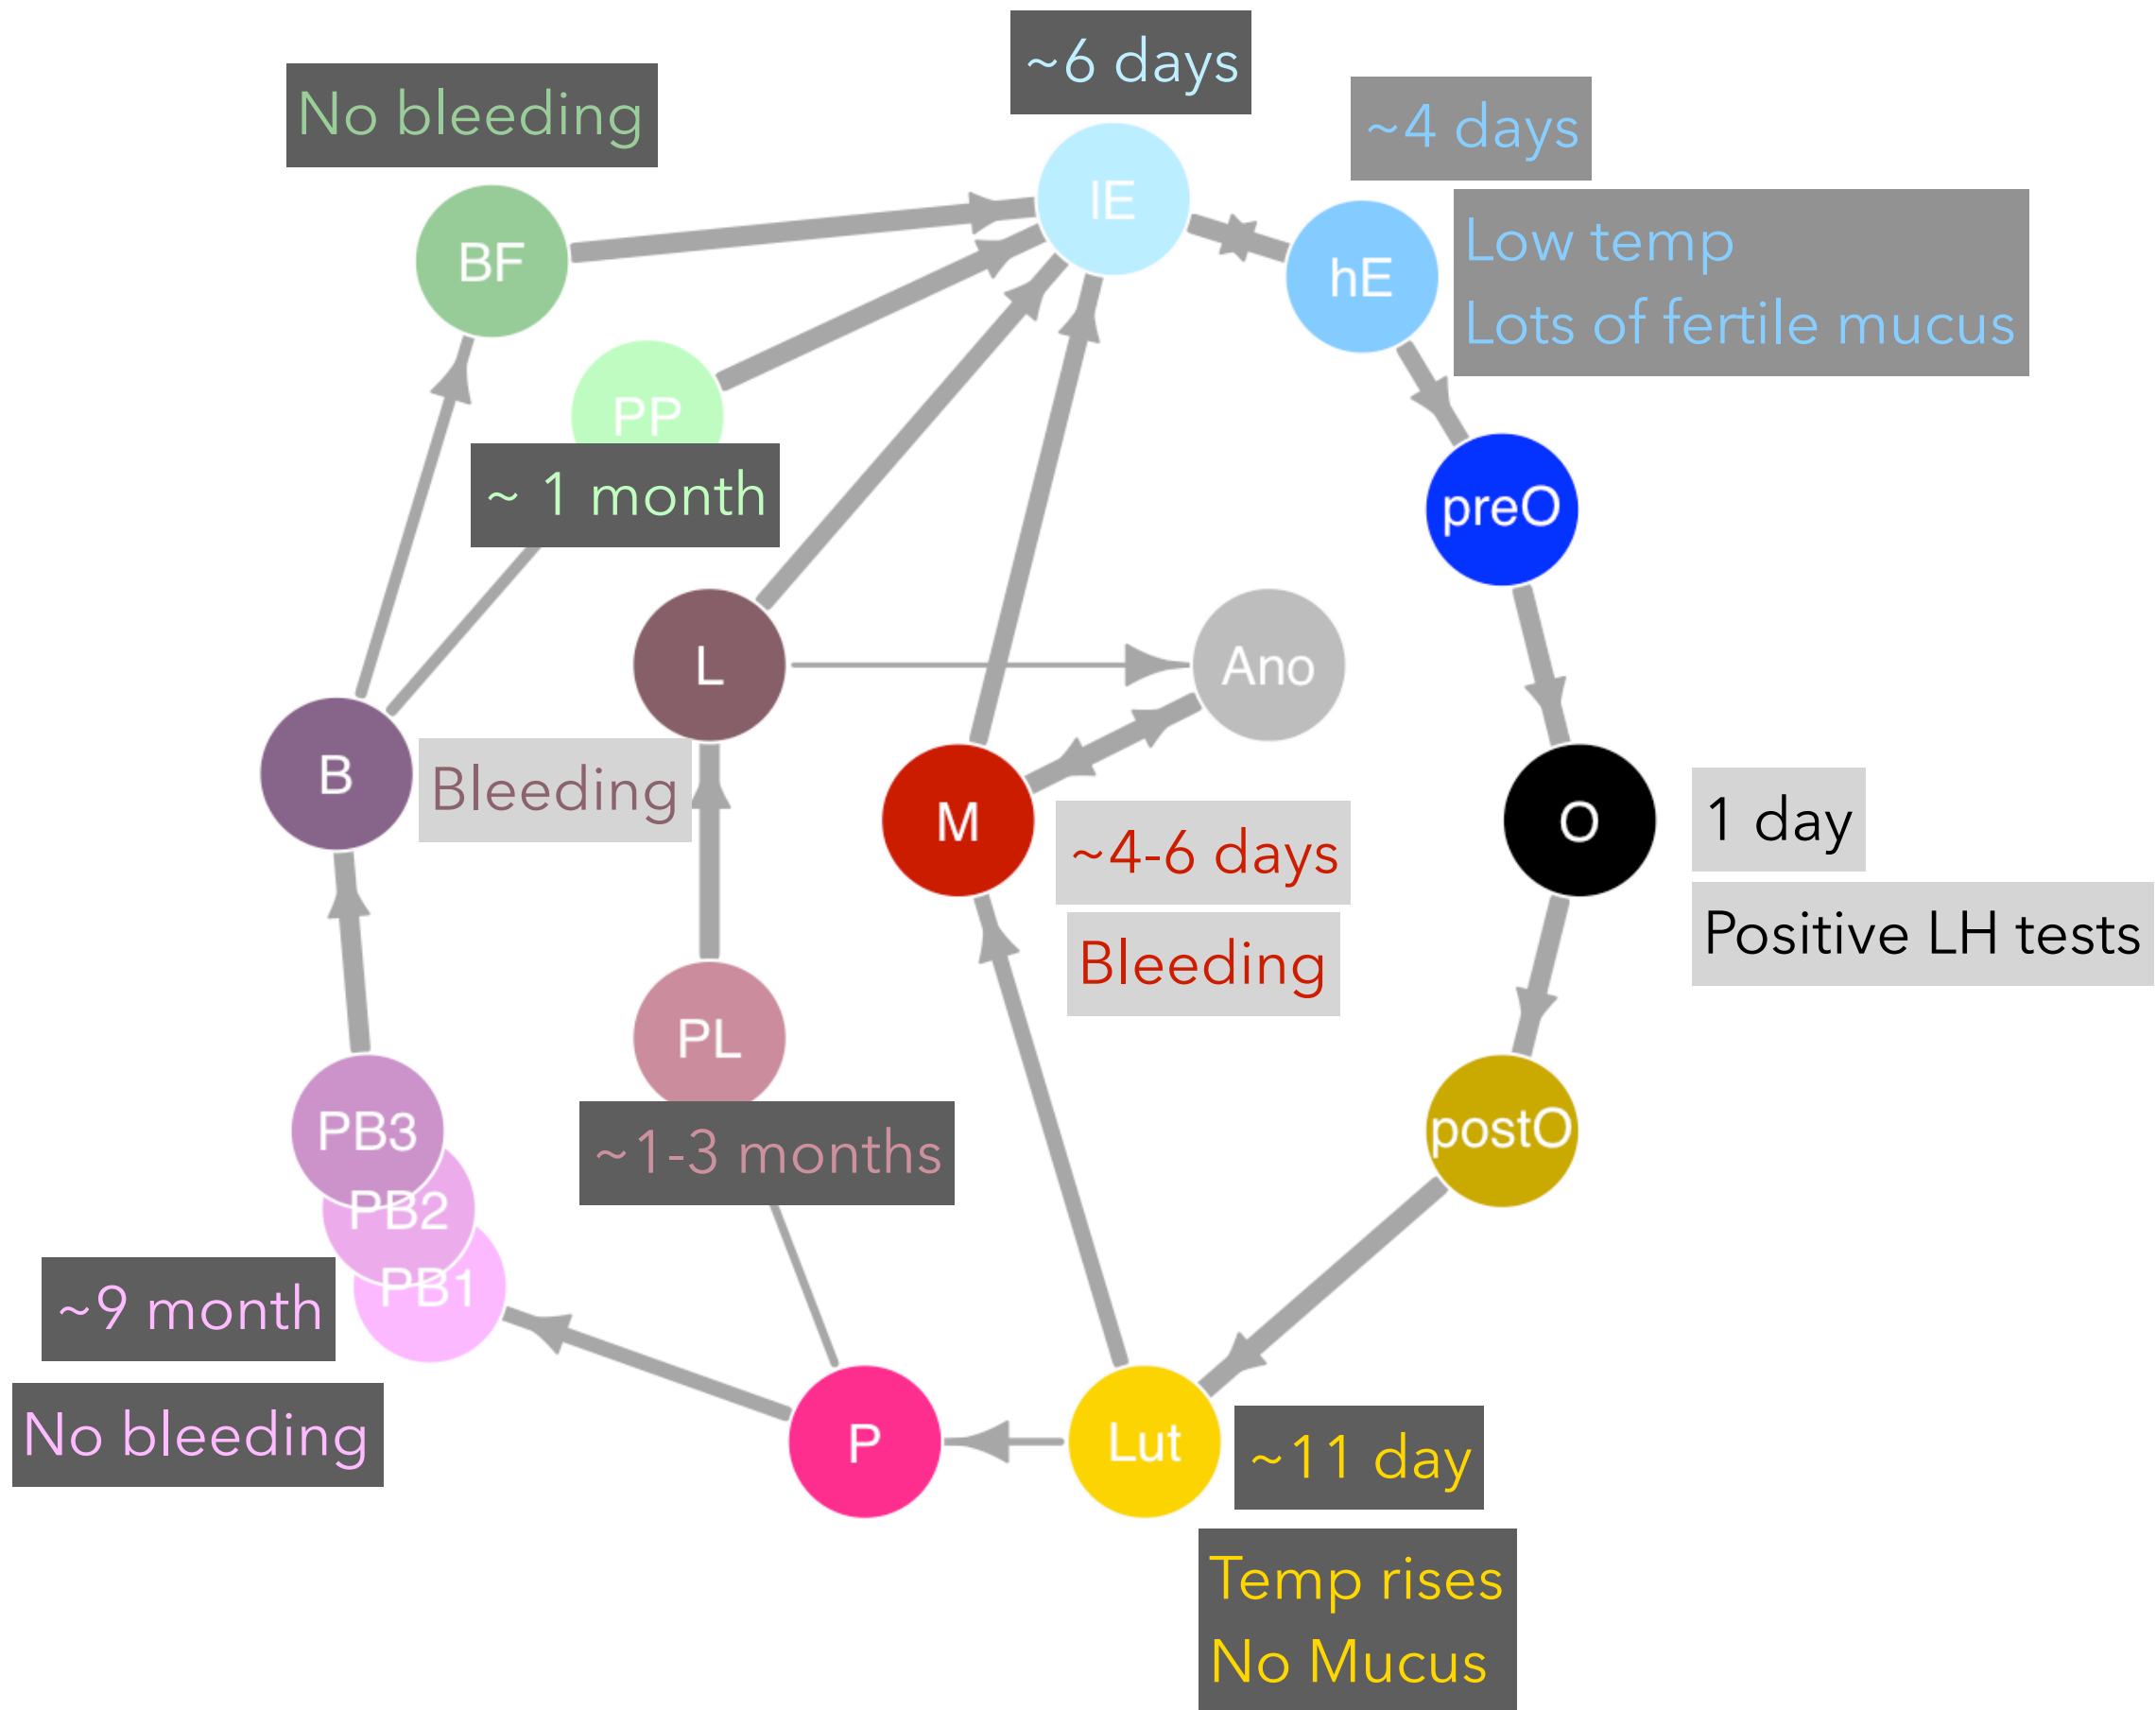 ~6 days
No bleeding
~4 days
lE
BF
hE
Low temp
Lots of fertile mucus
PP
~ 1 month
preO
L
Ano
B
Bleeding
M
O
1 day
~4-6 days
Positive LH tests
Bleeding
PL
~1-3 months
PB3
postO
PB2
PB1
~9 month
No bleeding
P
Lut
~11 day
Temp rises
No Mucus